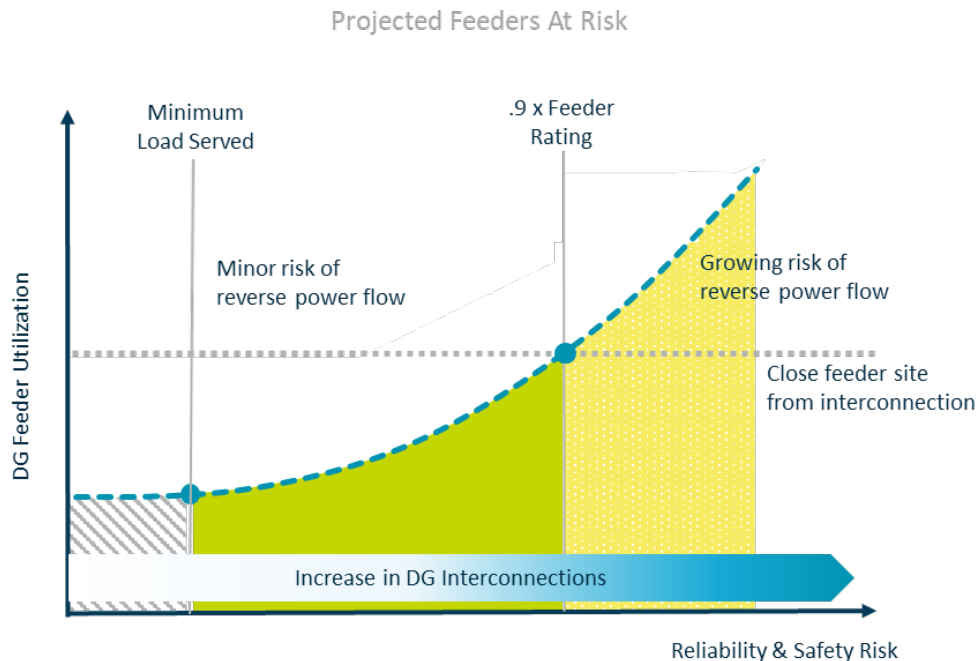 Projected Feeders At Risk
Minimum
Load Served
.9 x Feeder
Rating
Minor risk of
reverse power flow
Growing risk of
reverse power flow
Close feeder site
from interconnection
DG Feeder Utilization
Increase in DG Interconnections
Reliability & Safety Risk